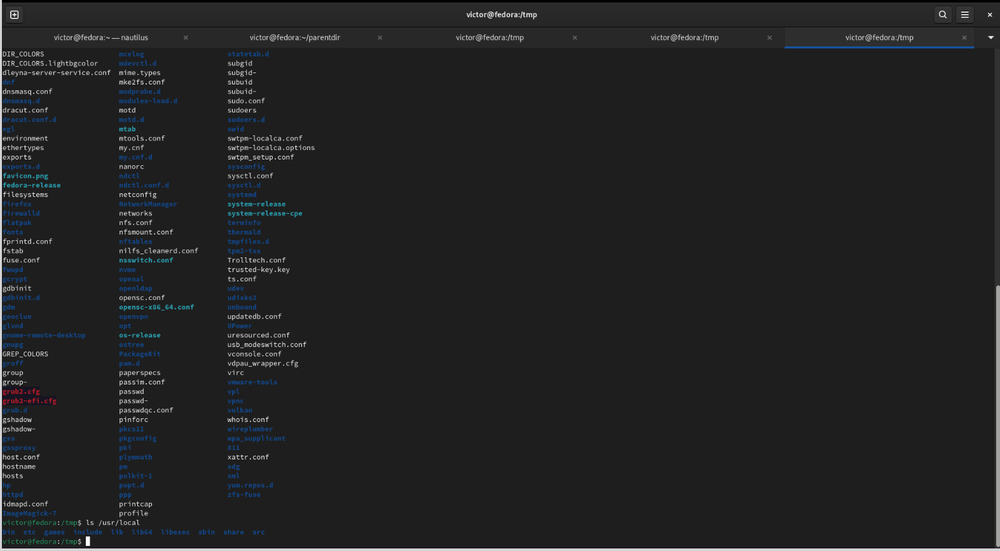 victor@fedora:/tmp
victor@fedora:~ — nautilus victor@fedora:~/parentdir victor@fedora:/tmp victor@fedora:/tmp victor@fedora:/tmp
DIR_COLORS mcelog statetab.d
DIR_COLORS.lightbgcolor mdevctl.d subgid
dleyna-server-service.conf mime.types subgid-
dnf mke2fs.conf subuid
dnsmasq.conf modprobe.d subuid-
dnsmasq.d modules-load.d sudo.conf
dracut.conf motd sudoers
dracut.conf.d motd.d sudoers.d
egl mtab swid
environment mtools.conf swtpm-localca.conf
ethertypes my.cnf swtpm-localca.options
exports my.cnf.d swtpm_setup.conf
exports.d nanorc sysconfig
favicon.png ndctl sysctl.conf
fedora-release ndctl.conf.d sysctl.d
filesystems netconfig systemd
firefox NetworkManager system-release
firewalld networks system-release-cpe
flatpak nfs.conf terminfo
fonts nfsmount.conf thermald
fprintd.conf nftables tmpfiles.d
fstab nilfs_cleanerd.conf tpm2-tss
fuse.conf nsswitch.conf Trolltech.conf
fwupd nvme trusted-key.key
gcrypt openal ts.conf
gdbinit openldap udev
gdbinit.d opensc.conf udisks2
gdm opensc-x86_64.conf unbound
geoclue openvpn updatedb.conf
glvnd opt UPower
gnome-remote-desktop os-release uresourced.conf
gnupg ostree usb_modeswitch.conf
GREP_COLORS PackageKit vconsole.conf
groff pam.d vdpau_wrapper.cfg
group paperspecs virc
group- passim.conf vmware-tools
grub2.cfg passwd vpl
grub2-efi.cfg passwd- vpnc
grub.d passwdqc.conf vulkan
gshadow pinforc whois.conf
gshadow- pkcs11 wireplumber
gss pkgconfig wpa_supplicant
gssproxy pki X11
host.conf plymouth xattr.conf
hostname pm xdg
hosts polkit-1 xml
hp popt.d yum.repos.d
httpd ppp zfs-fuse
idmapd.conf printcap
ImageMagick-7 profile
victor@fedora:/tmp$ ls /usr/local
bin etc games include lib lib64 libexec sbin share src
victor@fedora:/tmp$